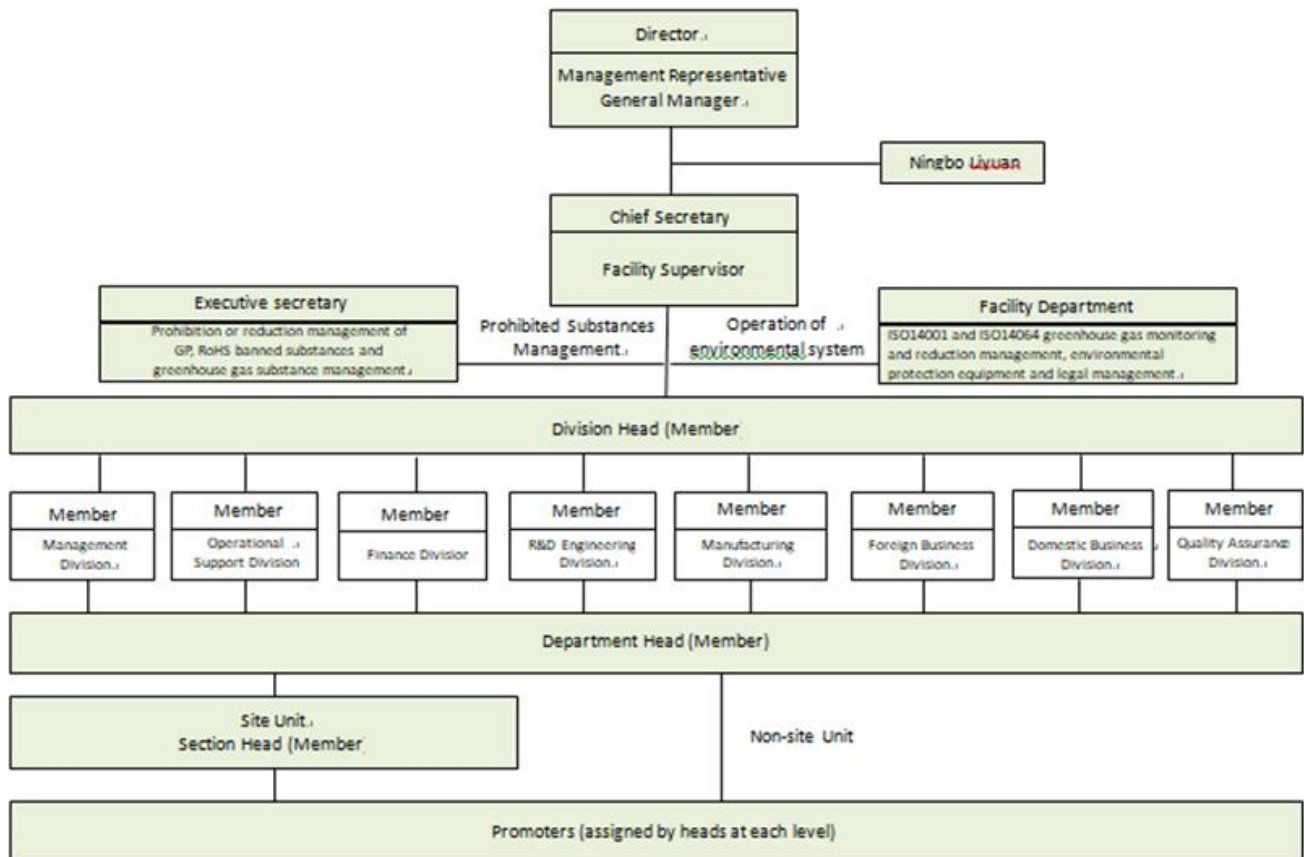 Director
Management Representative
General Manager
Ningbo Liyuan
Chief Secretary
Facility Supervisor
Executive secretary
Prohibition or reduction management of
GP, RoHS banned substances and
greenhouse gas substance management
Prohibited Substances
Management
Operation of
environmental system
Facility Department
ISO14001 and ISO14064 greenhouse gas monitoring
and reduction management, environmental
protection equipment and legal management
Division Head (Member
Member
Management
Division
Member
Operational
Support Division
Member
Finance Division
Member
R&D Engineering
Division
Member
Manufacturing
Division
Member
Foreign Business
Division
Member
Domestic Business
Division
Member
Quality Assurance
Division
Department Head (Member)
Site Unit
Section Head (Member
Non-site Unit
Promoters (assigned by heads at each level)